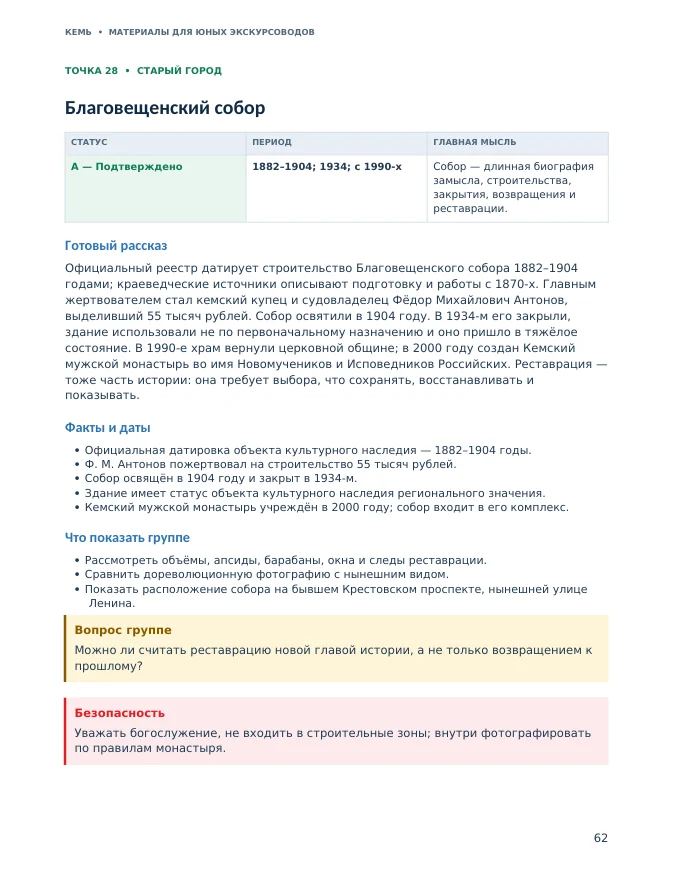 КЕМЬ • МАТЕРИАЛЫ ДЛЯ ЮНЫХ ЭКСКУРСОВОДОВ
ТОЧКА 28 • СТАРЫЙ ГОРОД
Благовещенский собор
СТАТУС
ПЕРИОД
ГЛАВНАЯ МЫСЛЬ
А — Подтверждено
1882–1904; 1934; с 1990-х
Собор — длинная биография
замысла, строительства,
закрытия, возвращения и
реставрации.
Готовый рассказ
Официальный реестр датирует строительство Благовещенского собора 1882–1904
годами; краеведческие источники описывают подготовку и работы с 1870-х. Главным
жертвователем стал кемский купец и судовладелец Фёдор Михайлович Антонов,
выделивший 55 тысяч рублей. Собор освятили в 1904 году. В 1934-м его закрыли,
здание использовали не по первоначальному назначению и оно пришло в тяжёлое
состояние. В 1990-е храм вернули церковной общине; в 2000 году создан Кемский
мужской монастырь во имя Новомучеников и Исповедников Российских. Реставрация —
тоже часть истории: она требует выбора, что сохранять, восстанавливать и
показывать.
Факты и даты
• Официальная датировка объекта культурного наследия — 1882–1904 годы.
• Ф. М. Антонов пожертвовал на строительство 55 тысяч рублей.
• Собор освящён в 1904 году и закрыт в 1934-м.
• Здание имеет статус объекта культурного наследия регионального значения.
• Кемский мужской монастырь учреждён в 2000 году; собор входит в его комплекс.
Что показать группе
• Рассмотреть объёмы, апсиды, барабаны, окна и следы реставрации.
• Сравнить дореволюционную фотографию с нынешним видом.
• Показать расположение собора на бывшем Крестовском проспекте, нынешней улице
Ленина.
Вопрос группе
Можно ли считать реставрацию новой главой истории, а не только возвращением к
прошлому?
Безопасность
Уважать богослужение, не входить в строительные зоны; внутри фотографировать
по правилам монастыря.
62